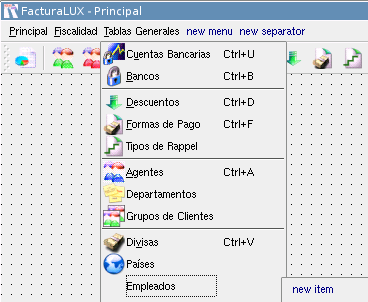 FacturaLUX - Principal
Principal Fiscalidad Tablas Generales new menu new separator
Cuentas Bancarias Ctrl+U
Bancos Ctrl+B
Descuentos Ctrl+D
Formas de Pago Ctrl+F
Tipos de Rappel
Agentes Ctrl+A
Departamentos
Grupos de Clientes
Divisas Ctrl+V
Países
Empleados
new item